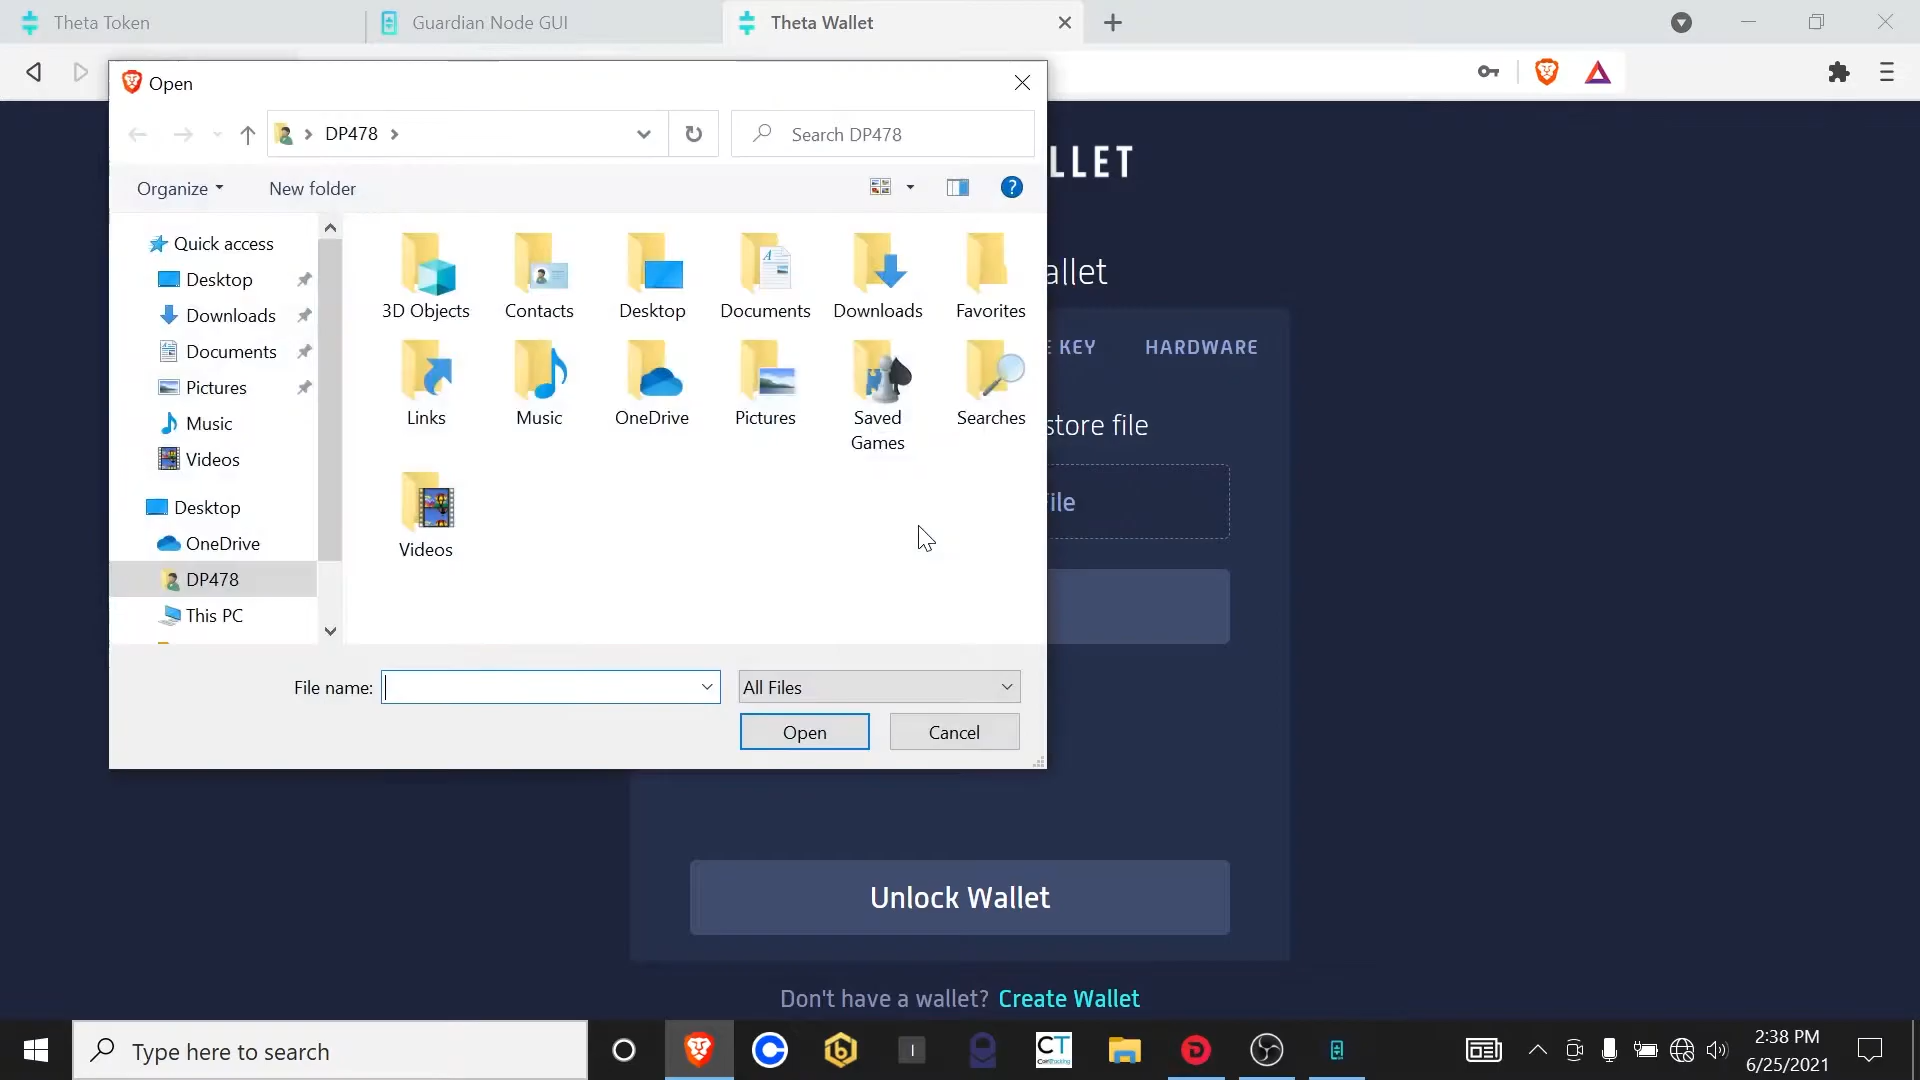 Theta Token
Guardian Node GUI
Theta Wallet
Open
DP478
Search DP478
Organize
New folder
Quick access
Desktop
Downloads
Documents
Pictures
Music
Videos
Desktop
OneDrive
DP478
This PC
3D Objects
Contacts
Desktop
Documents
Downloads
Favorites
Links
Music
OneDrive
Pictures
Saved
Games
Searches
Videos
File name:
All Files
Open
Cancel
LLET
allet
E KEY
HARDWARE
store file
ile
Unlock Wallet
Don't have a wallet? Create Wallet
Type here to search
CT
2:38 PM
6/25/2021